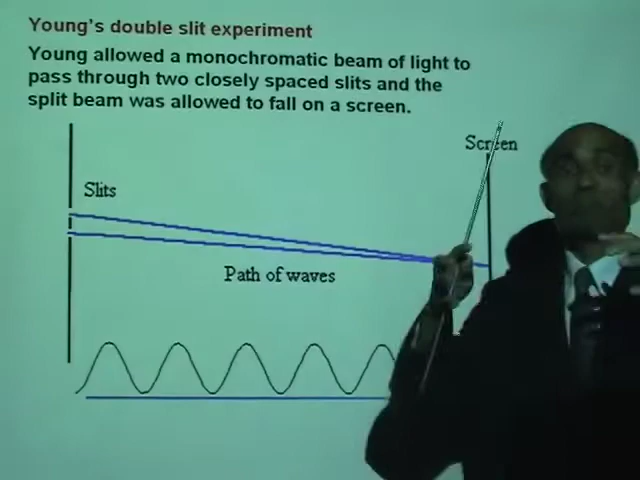 Young's double slit experiment
Young allowed a monochromatic beam of light to
pass through two closely spaced slits and the
split beam was allowed to fall on a screen.
Screen
Slits
Path of waves